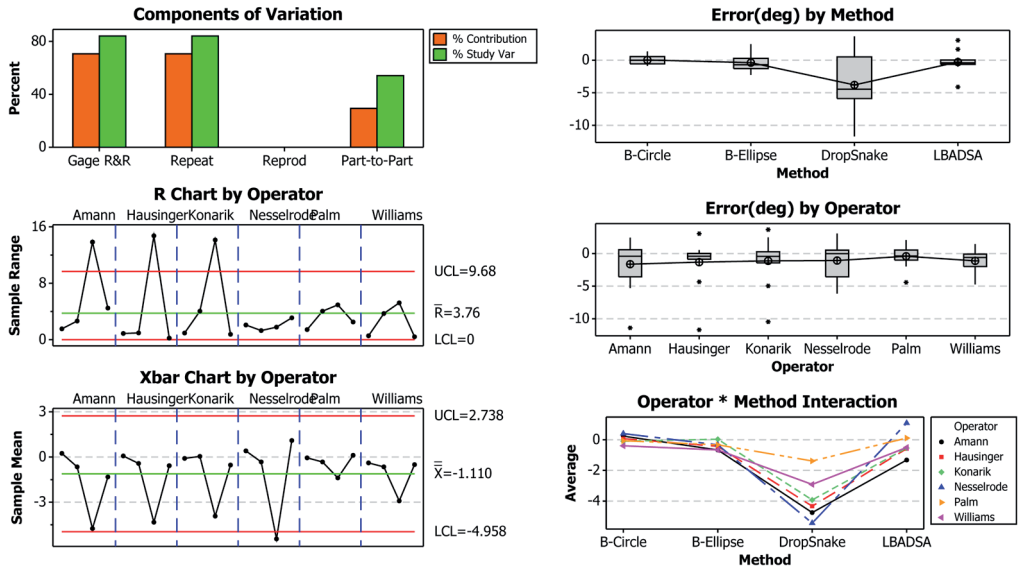 Components of Variation
80
40
0
Percent
Gage R&R Repeat Reprod Part-to-Part
% Contribution
% Study Var
R Chart by Operator
Amann Hausinger Konarik Nesselrode Palm Williams
16
8
0
Sample Range
UCL=9.68
R̅=3.76
LCL=0
Xbar Chart by Operator
Amann Hausinger Konarik Nesselrode Palm Williams
3
0
-3
Sample Mean
UCL=2.738
X̿=-1.110
LCL=-4.958
Error(deg) by Method
0
-5
-10
B-Circle B-Ellipse DropSnake LBADSA
Method
Error(deg) by Operator
0
-5
-10
Amann Hausinger Konarik Nesselrode Palm Williams
Operator
Operator * Method Interaction
0
-2
-4
Average
B-Circle B-Ellipse DropSnake LBADSA
Method
Operator
Amann
Hausinger
Konarik
Nesselrode
Palm
Williams